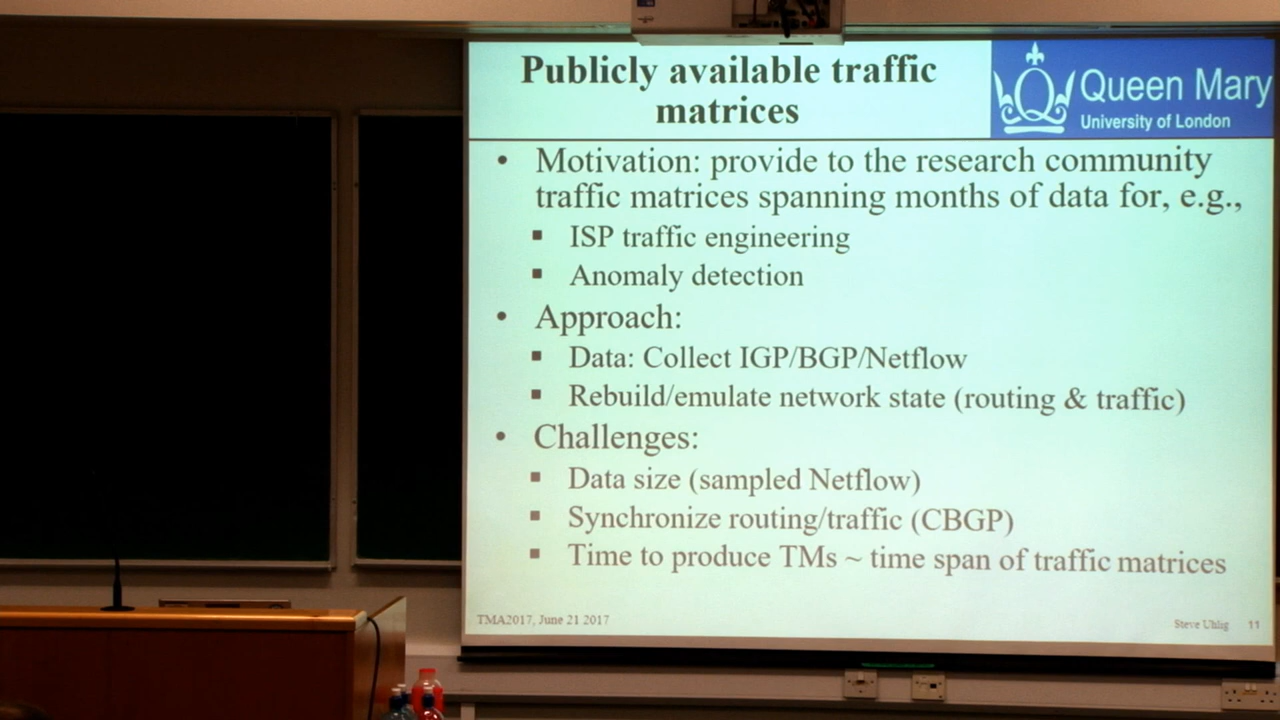 Publicly available traffic
matrices
Queen Mary
University of London
• Motivation: provide to the research community
traffic matrices spanning months of data for, e.g.,
▪ ISP traffic engineering
▪ Anomaly detection
• Approach:
▪ Data: Collect IGP/BGP/Netflow
▪ Rebuild/emulate network state (routing & traffic)
• Challenges:
▪ Data size (sampled Netflow)
▪ Synchronize routing/traffic (CBGP)
▪ Time to produce TMs ~ time span of traffic matrices
TMA2017, June 21 2017
Steve Uhlig 11